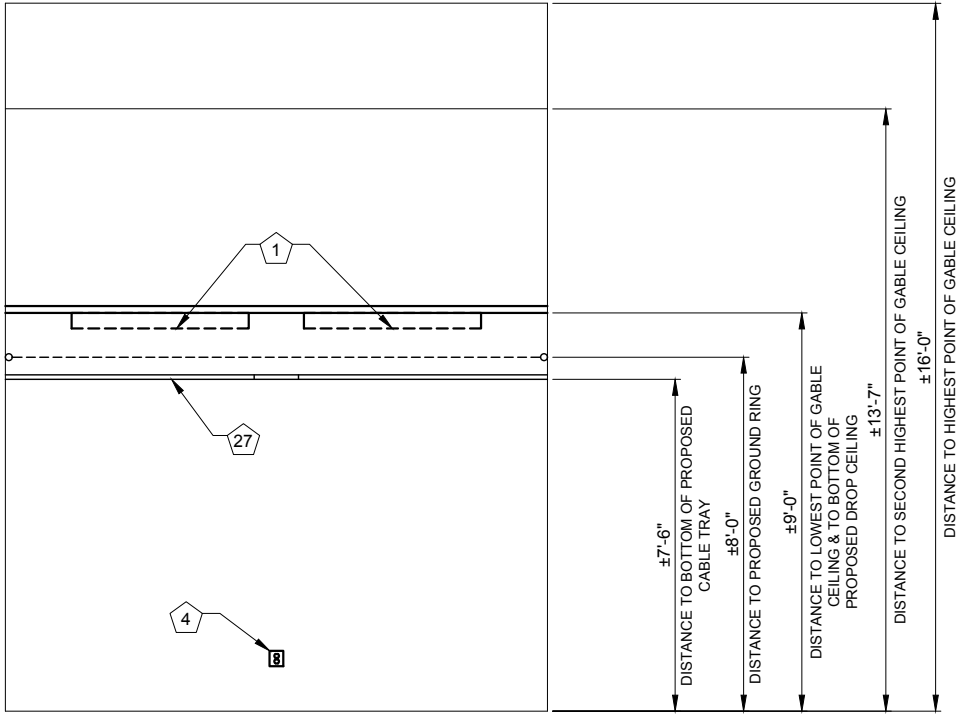 1
27
4
±7'-6"
DISTANCE TO BOTTOM OF PROPOSED
CABLE TRAY
±8'-0"
DISTANCE TO PROPOSED GROUND RING
±9'-0"
DISTANCE TO LOWEST POINT OF GABLE
CEILING & TO BOTTOM OF
PROPOSED DROP CEILING
±13'-7"
DISTANCE TO SECOND HIGHEST POINT OF GABLE CEILING
±16'-0"
DISTANCE TO HIGHEST POINT OF GABLE CEILING